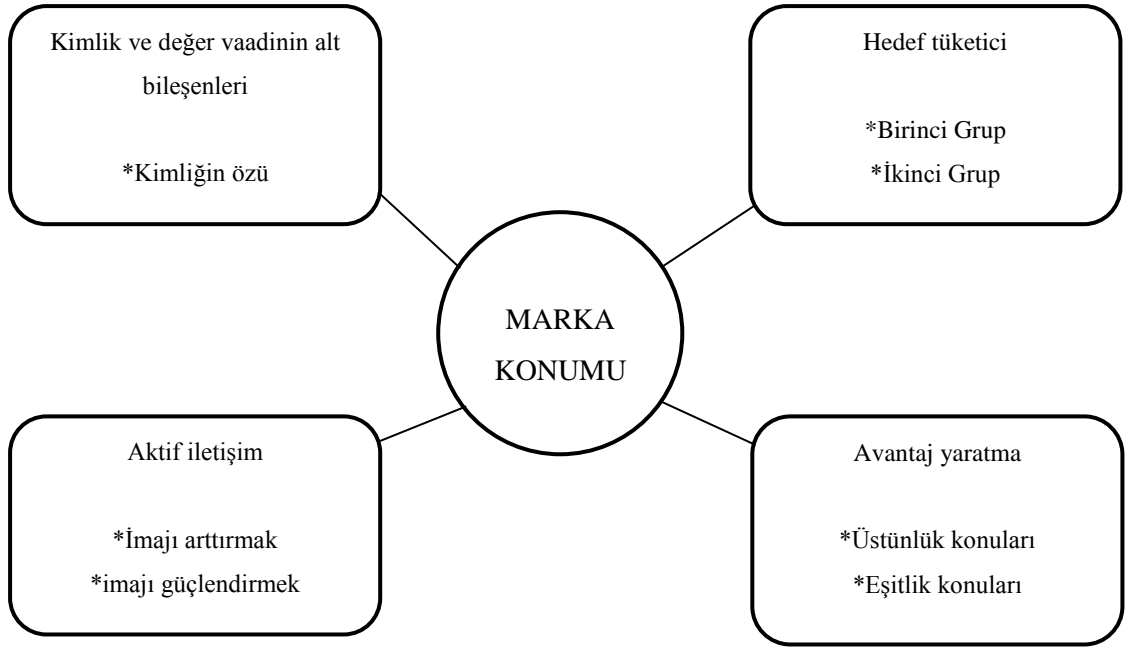 Kimlik ve değer vaadinin alt
bileşenleri
*Kimliğin özü
Hedef tüketici
*Birinci Grup
*İkinci Grup
MARKA
KONUMU
Aktif iletişim
*İmajı arttırmak
*imajı güçlendirmek
Avantaj yaratma
*Üstünlük konuları
*Eşitlik konuları